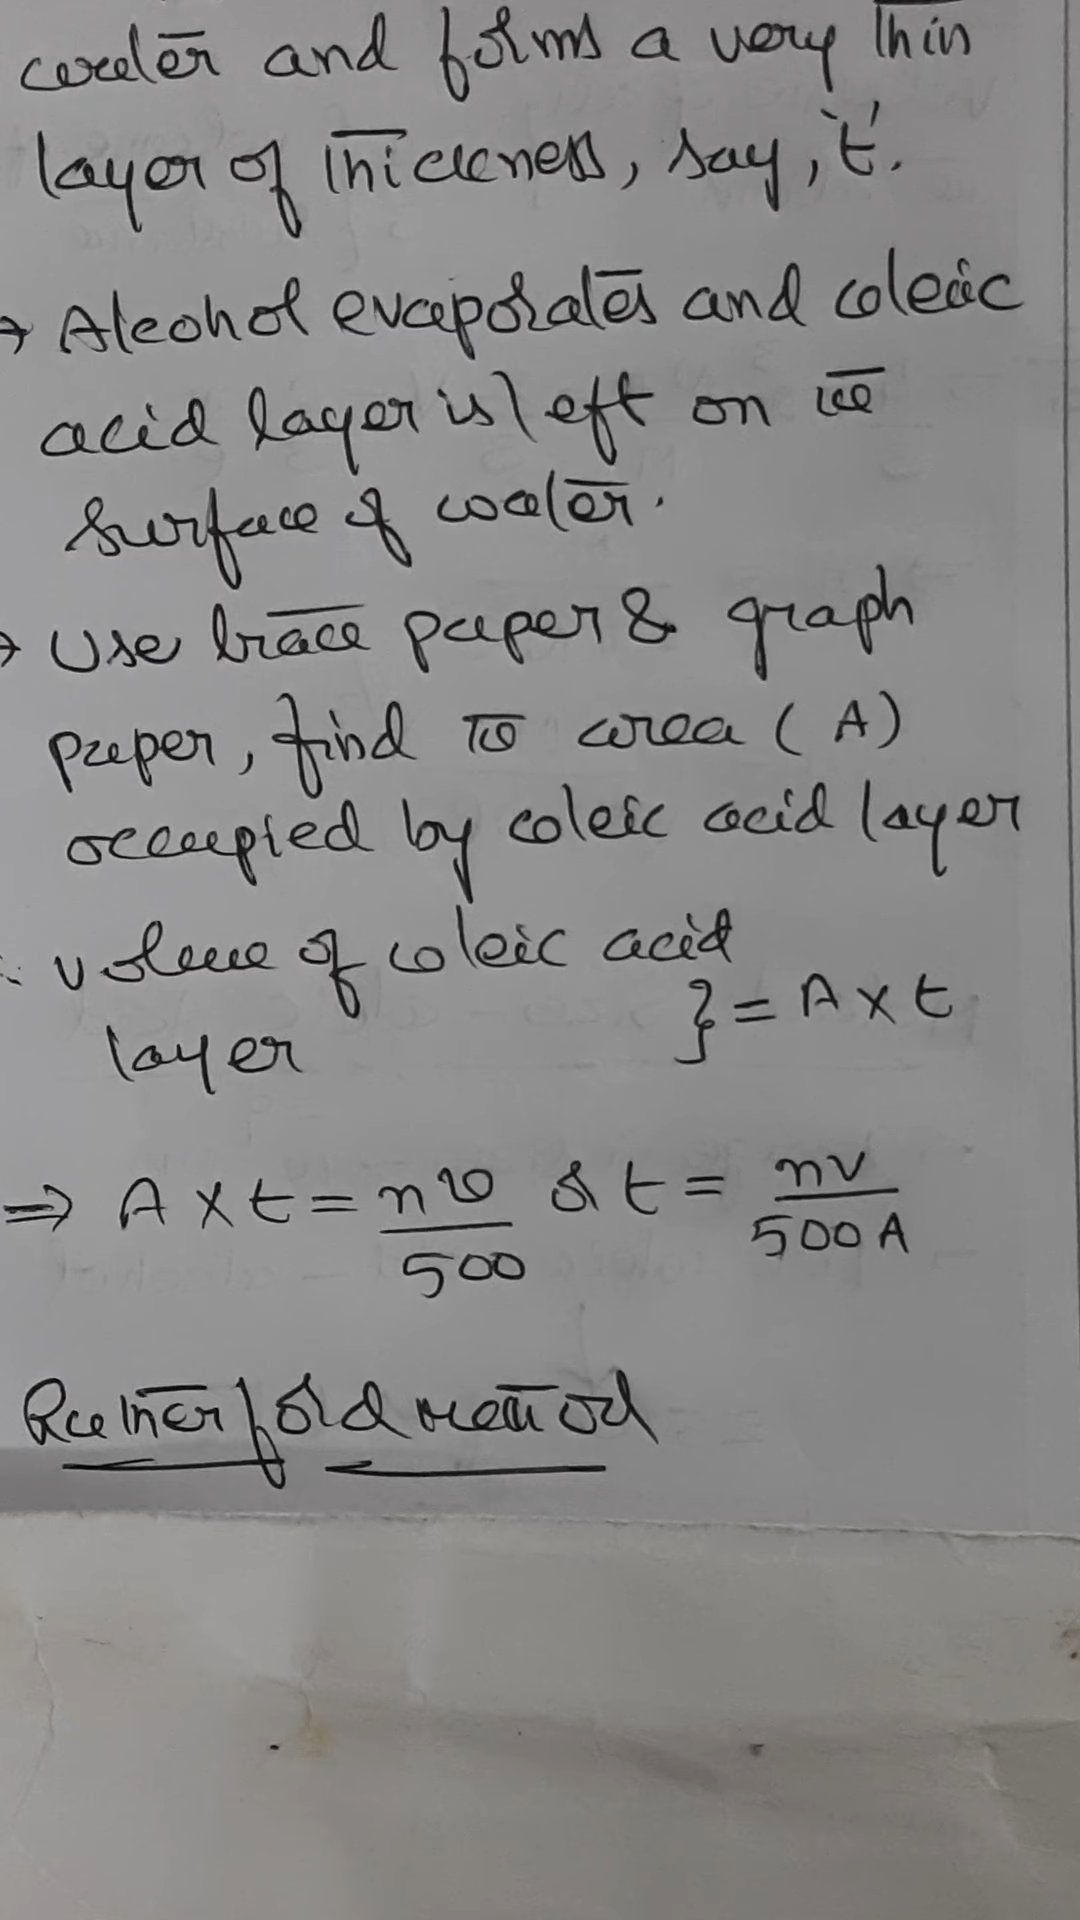 water and forms a very thin
layer of thickness, say, 't'.
→ Alcohol evaporates and oleic
acid layer is left on the
surface of water.
→ Use trace paper & graph
paper, find the area (A)
occupied by oleic acid layer
∴ volume of oleic acid
layer } = A x t
⇒ A x t = nv/500 or t = nv/500A
Rutherford method